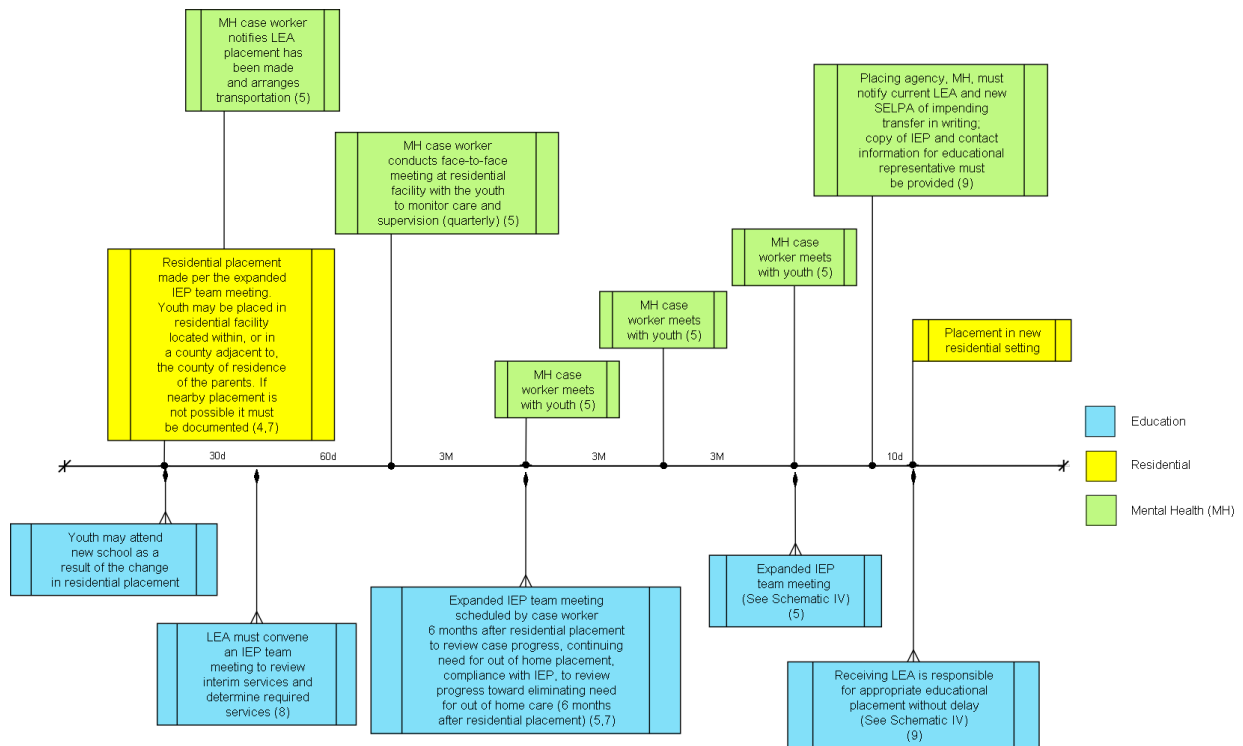 MH case worker
notifies LEA
placement has
been made
and arranges
transportation (5)
Placing agency, MH, must
notify current LEA and new
SELPA of impending
transfer in writing;
copy of IEP and contact
information for educational
representative must
be provided (9)
MH case worker
conducts face-to-face
meeting at residential
facility with the youth
to monitor care and
supervision (quarterly) (5)
MH case
worker meets
with youth (5)
Residential placement
made per the expanded
IEP team meeting.
Youth may be placed in
residential facility
located within, or in
a county adjacent to,
the county of residence
of the parents. If
nearby placement is
not possible it must
be documented (4,7)
MH case
worker meets
with youth (5)
Placement in new
residential setting
MH case
worker meets
with youth (5)
Education
Residential
Mental Health (MH)
30d
60d
3M
3M
3M
10d
Youth may attend
new school as a
result of the change
in residential placement
LEA must convene
an IEP team
meeting to review
interim services and
determine required
services (8)
Expanded IEP team meeting
scheduled by case worker
6 months after residential placement
to review case progress, continuing
need for out of home placement,
compliance with IEP, to review
progress toward eliminating need
for out of home care (6 months
after residential placement) (5,7)
Expanded IEP
team meeting
(See Schematic IV)
(5)
Receiving LEA is responsible
for appropriate educational
placement without delay
(See Schematic IV)
(9)